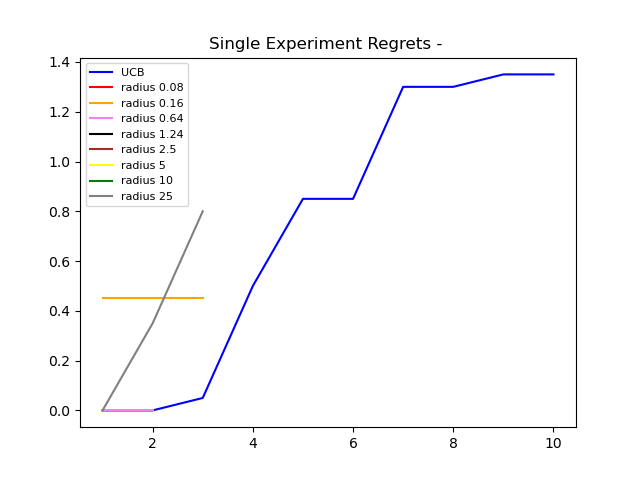 Single Experiment Regrets -
1.4
1.2
1.0
0.8
0.6
0.4
0.2
0.0
UCB
radius 0.08
radius 0.16
radius 0.64
radius 1.24
radius 2.5
radius 5
radius 10
radius 25
2 4 6 8 10